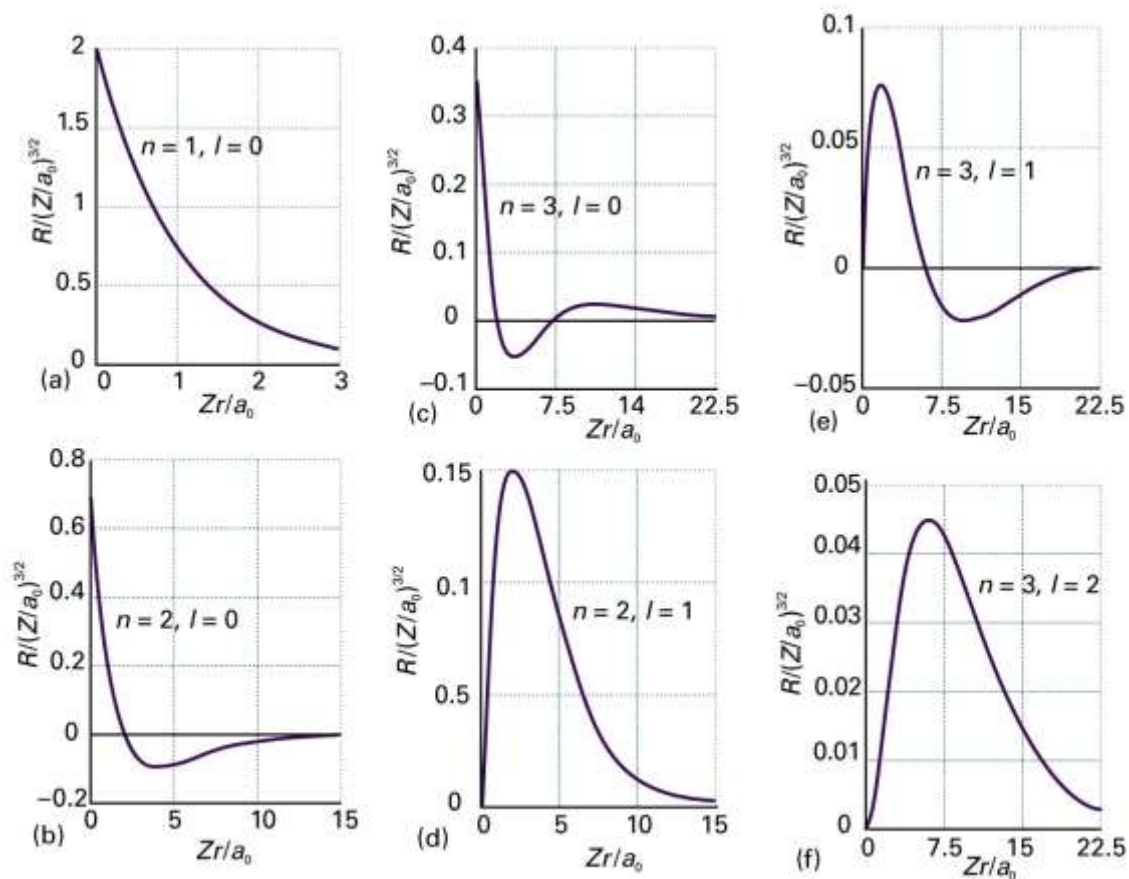 2
1.5
1
0.5
0
R/(Z/a₀)^3/2
n = 1, l = 0
0 1 2 3
Zr/a₀
(a)
0.4
0.3
0.2
0.1
0
−0.1
R/(Z/a₀)^3/2
n = 3, l = 0
0 7.5 14 22.5
Zr/a₀
(c)
0.1
0.05
0
−0.05
R/(Z/a₀)^3/2
n = 3, l = 1
0 7.5 15 22.5
Zr/a₀
(e)
0.8
0.6
0.4
0.2
0
−0.2
R/(Z/a₀)^3/2
n = 2, l = 0
0 5 10 15
Zr/a₀
(b)
0.15
0.1
0.5
0
R/(Z/a₀)^3/2
n = 2, l = 1
0 5 10 15
Zr/a₀
(d)
0.05
0.04
0.03
0.02
0.01
0
R/(Z/a₀)^3/2
n = 3, l = 2
0 7.5 15 22.5
Zr/a₀
(f)